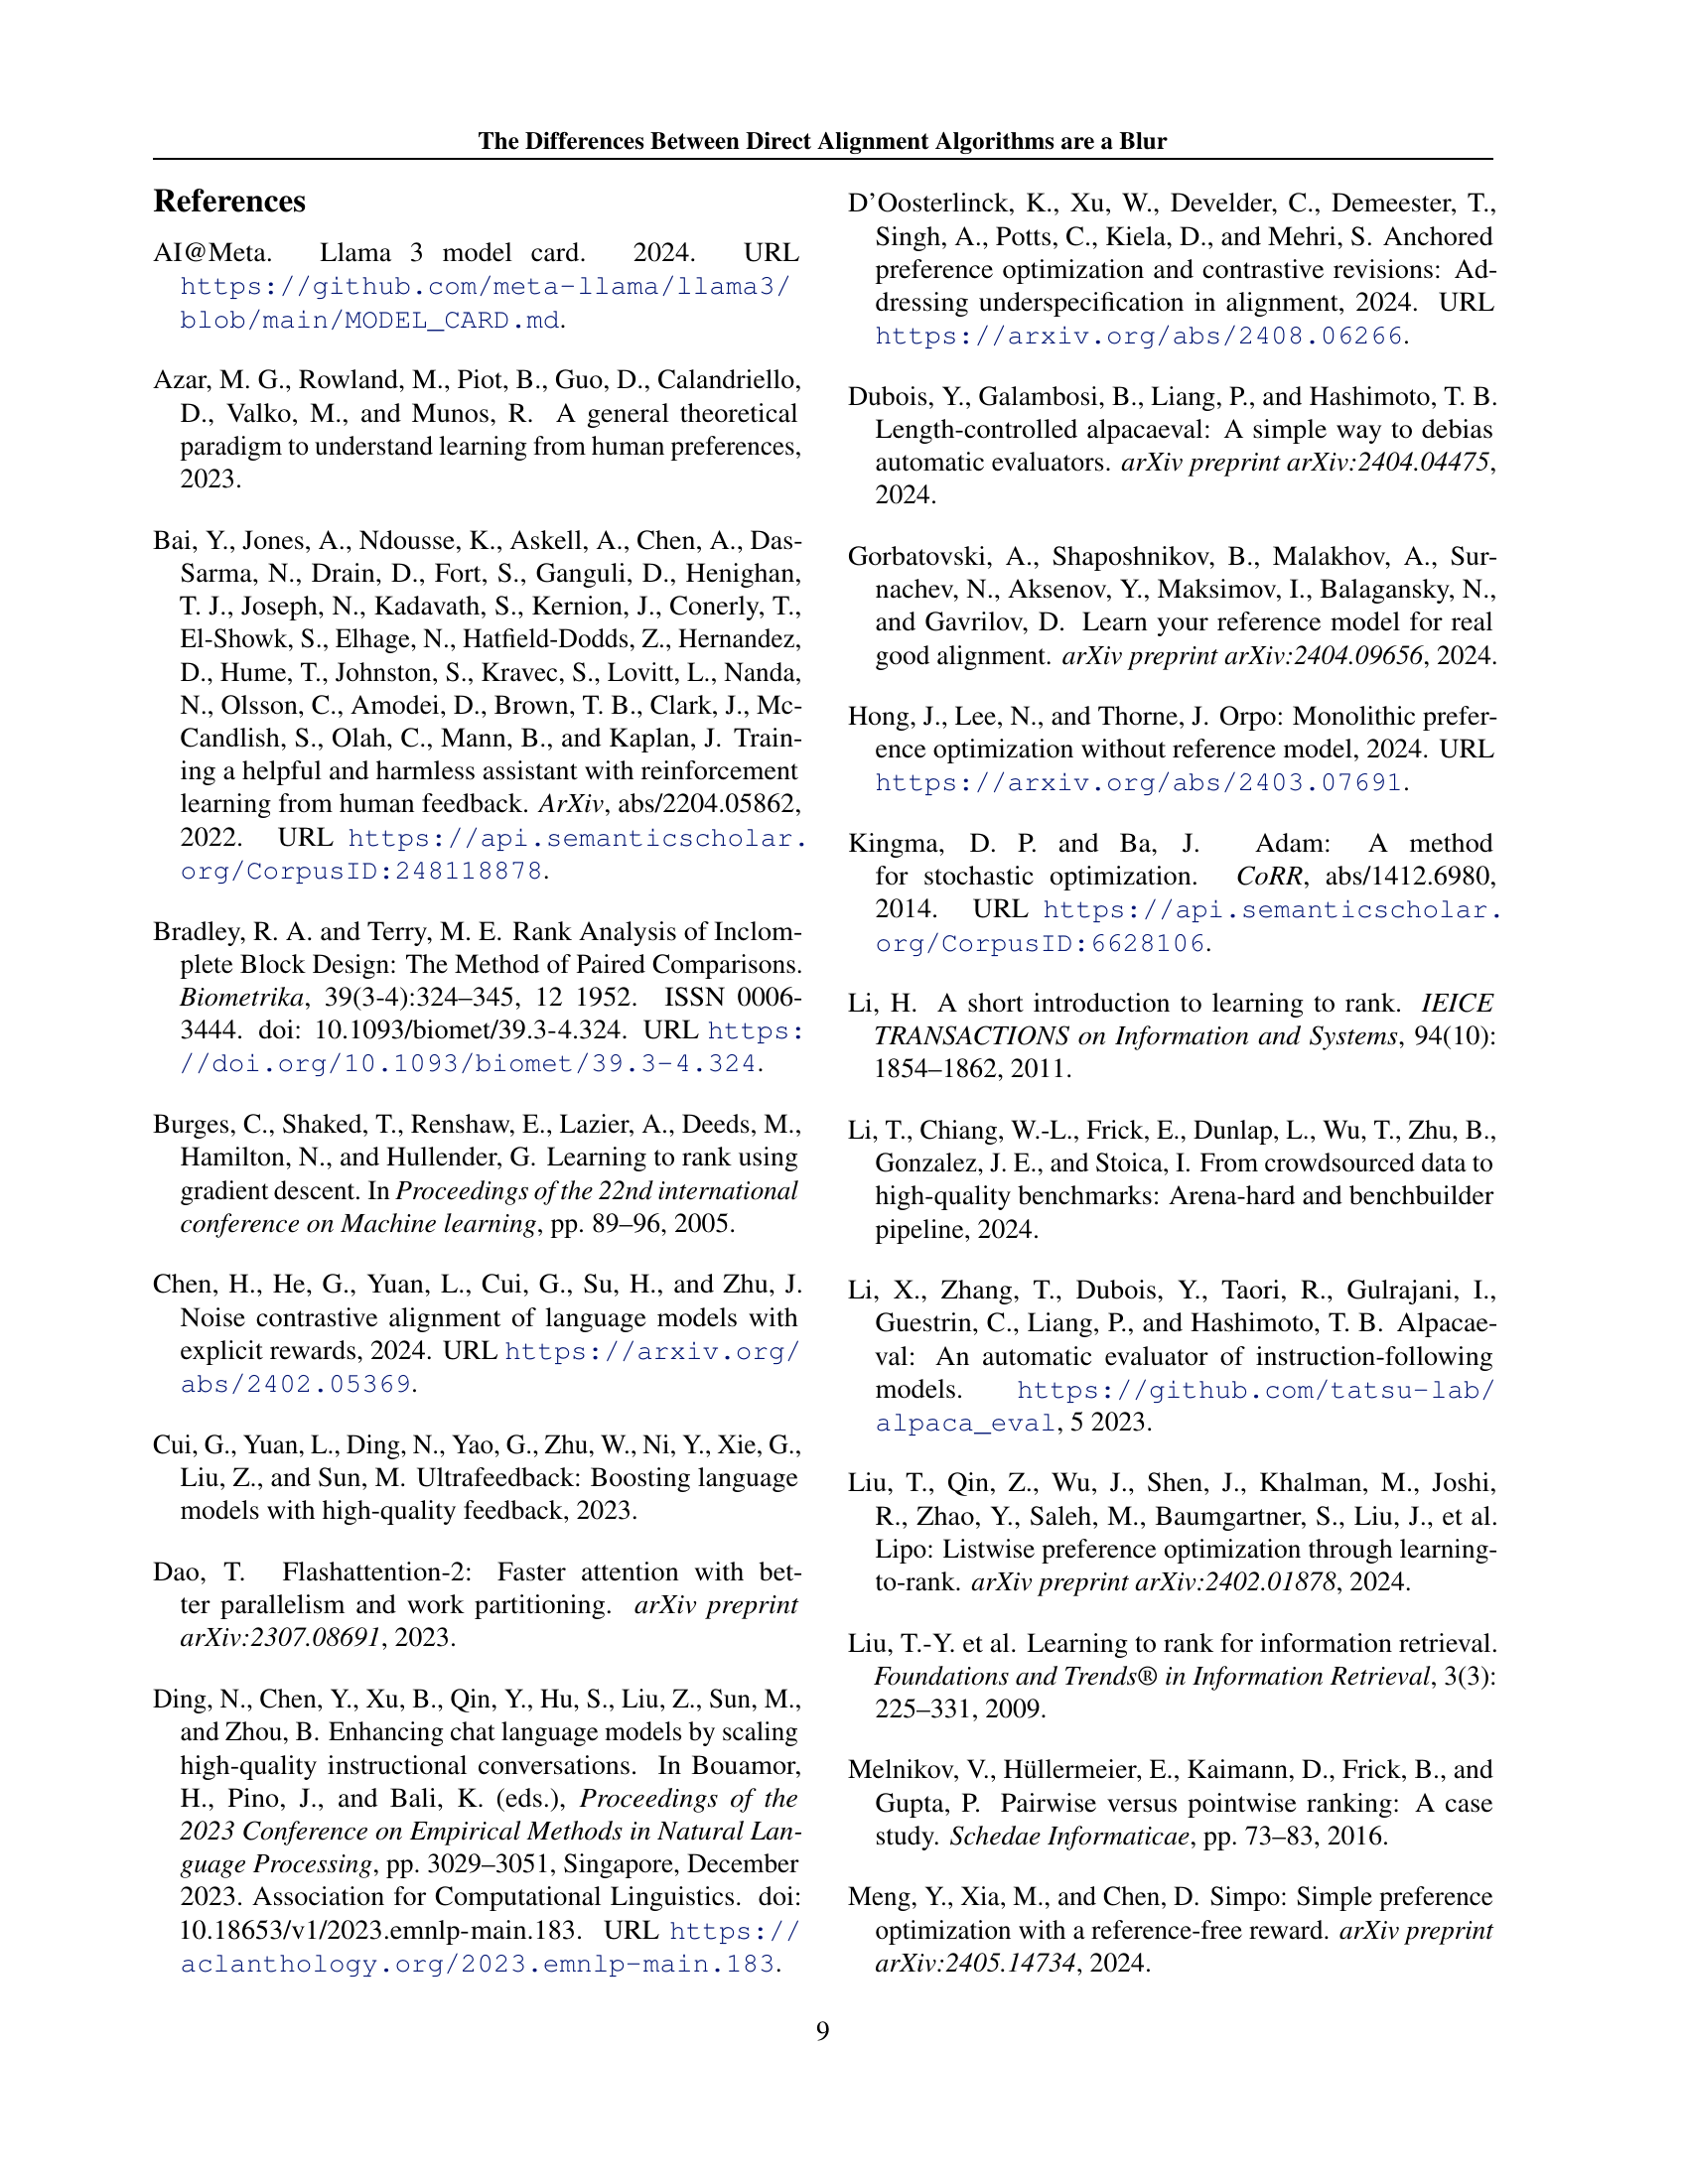 The Differences Between Direct Alignment Algorithms are a Blur
References
AI@Meta. Llama 3 model card. 2024. URL
https://github.com/meta-llama/llama3/
blob/main/MODEL_CARD.md.
Azar, M. G., Rowland, M., Piot, B., Guo, D., Calandriello,
D., Valko, M., and Munos, R. A general theoretical
paradigm to understand learning from human preferences,
2023.
Bai, Y., Jones, A., Ndousse, K., Askell, A., Chen, A., Das-
Sarma, N., Drain, D., Fort, S., Ganguli, D., Henighan,
T. J., Joseph, N., Kadavath, S., Kernion, J., Conerly, T.,
El-Showk, S., Elhage, N., Hatfield-Dodds, Z., Hernandez,
D., Hume, T., Johnston, S., Kravec, S., Lovitt, L., Nanda,
N., Olsson, C., Amodei, D., Brown, T. B., Clark, J., Mc-
Candlish, S., Olah, C., Mann, B., and Kaplan, J. Train-
ing a helpful and harmless assistant with reinforcement
learning from human feedback. ArXiv, abs/2204.05862,
2022. URL https://api.semanticscholar.
org/CorpusID:248118878.
Bradley, R. A. and Terry, M. E. Rank Analysis of Inclom-
plete Block Design: The Method of Paired Comparisons.
Biometrika, 39(3-4):324–345, 12 1952. ISSN 0006-
3444. doi: 10.1093/biomet/39.3-4.324. URL https:
//doi.org/10.1093/biomet/39.3-4.324.
Burges, C., Shaked, T., Renshaw, E., Lazier, A., Deeds, M.,
Hamilton, N., and Hullender, G. Learning to rank using
gradient descent. In Proceedings of the 22nd international
conference on Machine learning, pp. 89–96, 2005.
Chen, H., He, G., Yuan, L., Cui, G., Su, H., and Zhu, J.
Noise contrastive alignment of language models with
explicit rewards, 2024. URL https://arxiv.org/
abs/2402.05369.
Cui, G., Yuan, L., Ding, N., Yao, G., Zhu, W., Ni, Y., Xie, G.,
Liu, Z., and Sun, M. Ultrafeedback: Boosting language
models with high-quality feedback, 2023.
Dao, T. Flashattention-2: Faster attention with bet-
ter parallelism and work partitioning. arXiv preprint
arXiv:2307.08691, 2023.
Ding, N., Chen, Y., Xu, B., Qin, Y., Hu, S., Liu, Z., Sun, M.,
and Zhou, B. Enhancing chat language models by scaling
high-quality instructional conversations. In Bouamor,
H., Pino, J., and Bali, K. (eds.), Proceedings of the
2023 Conference on Empirical Methods in Natural Lan-
guage Processing, pp. 3029–3051, Singapore, December
2023. Association for Computational Linguistics. doi:
10.18653/v1/2023.emnlp-main.183. URL https://
aclanthology.org/2023.emnlp-main.183.
D'Oosterlinck, K., Xu, W., Develder, C., Demeester, T.,
Singh, A., Potts, C., Kiela, D., and Mehri, S. Anchored
preference optimization and contrastive revisions: Ad-
dressing underspecification in alignment, 2024. URL
https://arxiv.org/abs/2408.06266.
Dubois, Y., Galambosi, B., Liang, P., and Hashimoto, T. B.
Length-controlled alpacaeval: A simple way to debias
automatic evaluators. arXiv preprint arXiv:2404.04475,
2024.
Gorbatovski, A., Shaposhnikov, B., Malakhov, A., Sur-
nachev, N., Aksenov, Y., Maksimov, I., Balagansky, N.,
and Gavrilov, D. Learn your reference model for real
good alignment. arXiv preprint arXiv:2404.09656, 2024.
Hong, J., Lee, N., and Thorne, J. Orpo: Monolithic prefer-
ence optimization without reference model, 2024. URL
https://arxiv.org/abs/2403.07691.
Kingma, D. P. and Ba, J. Adam: A method
for stochastic optimization. CoRR, abs/1412.6980,
2014. URL https://api.semanticscholar.
org/CorpusID:6628106.
Li, H. A short introduction to learning to rank. IEICE
TRANSACTIONS on Information and Systems, 94(10):
1854–1862, 2011.
Li, T., Chiang, W.-L., Frick, E., Dunlap, L., Wu, T., Zhu, B.,
Gonzalez, J. E., and Stoica, I. From crowdsourced data to
high-quality benchmarks: Arena-hard and benchbuilder
pipeline, 2024.
Li, X., Zhang, T., Dubois, Y., Taori, R., Gulrajani, I.,
Guestrin, C., Liang, P., and Hashimoto, T. B. Alpacae-
val: An automatic evaluator of instruction-following
models. https://github.com/tatsu-lab/
alpaca_eval, 5 2023.
Liu, T., Qin, Z., Wu, J., Shen, J., Khalman, M., Joshi,
R., Zhao, Y., Saleh, M., Baumgartner, S., Liu, J., et al.
Lipo: Listwise preference optimization through learning-
to-rank. arXiv preprint arXiv:2402.01878, 2024.
Liu, T.-Y. et al. Learning to rank for information retrieval.
Foundations and Trends® in Information Retrieval, 3(3):
225–331, 2009.
Melnikov, V., Hüllermeier, E., Kaimann, D., Frick, B., and
Gupta, P. Pairwise versus pointwise ranking: A case
study. Schedae Informaticae, pp. 73–83, 2016.
Meng, Y., Xia, M., and Chen, D. Simpo: Simple preference
optimization with a reference-free reward. arXiv preprint
arXiv:2405.14734, 2024.
9